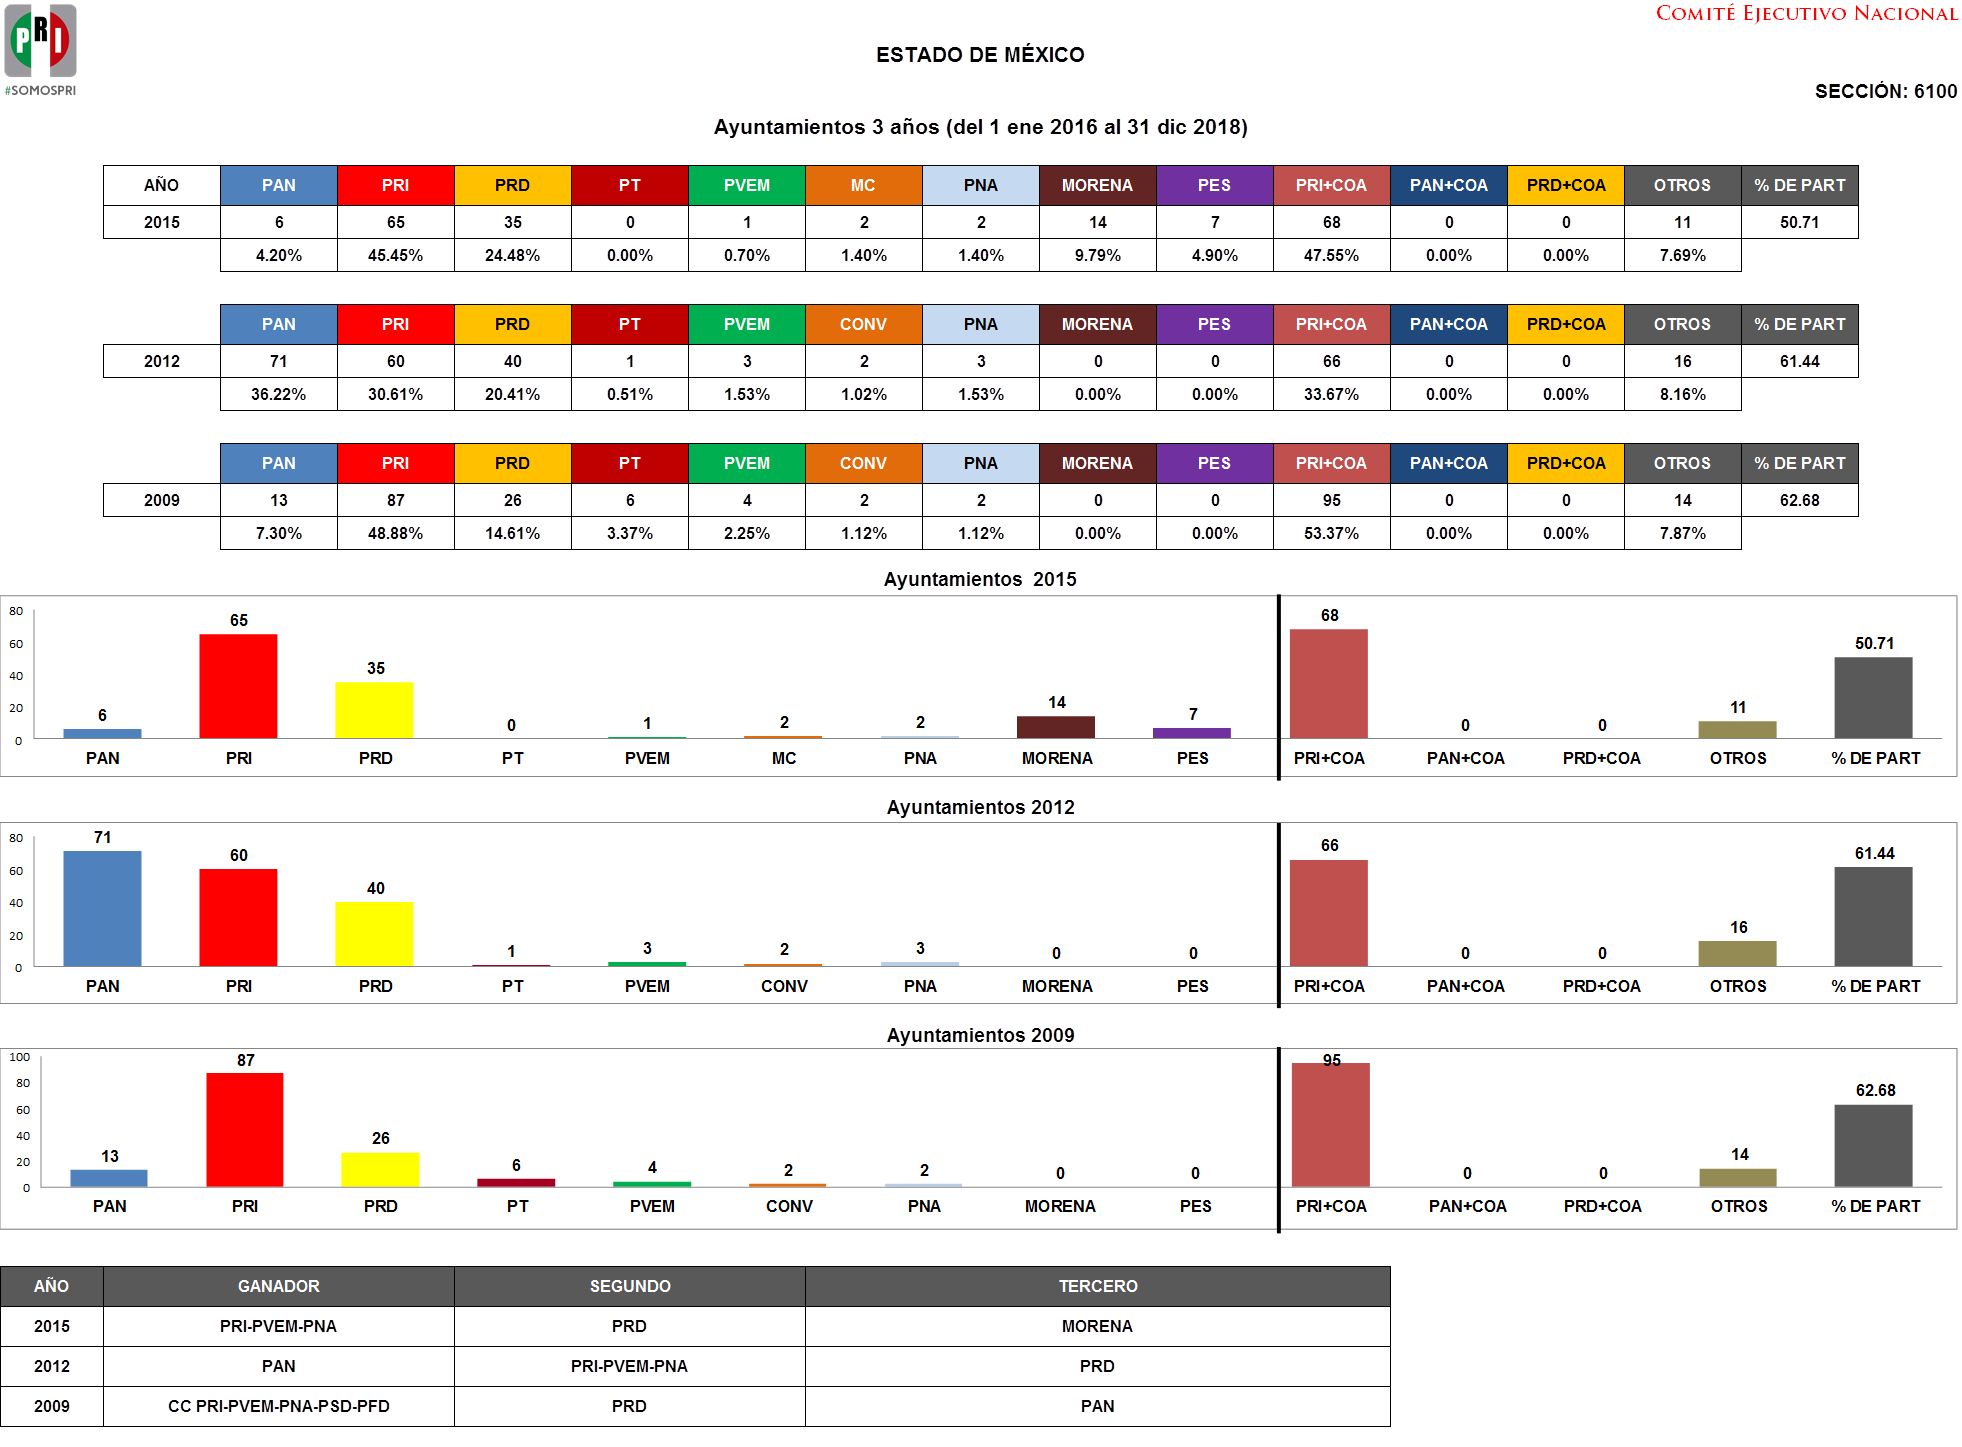 PRI
#SOMOSPRI
COMITÉ EJECUTIVO NACIONAL
ESTADO DE MÉXICO
SECCIÓN: 6100
Ayuntamientos 3 años (del 1 ene 2016 al 31 dic 2018)
AÑO PAN PRI PRD PT PVEM MC PNA MORENA PES PRI+COA PAN+COA PRD+COA OTROS % DE PART
2015 6 65 35 0 1 2 2 14 7 68 0 0 11 50.71
4.20% 45.45% 24.48% 0.00% 0.70% 1.40% 1.40% 9.79% 4.90% 47.55% 0.00% 0.00% 7.69%
PAN PRI PRD PT PVEM CONV PNA MORENA PES PRI+COA PAN+COA PRD+COA OTROS % DE PART
2012 71 60 40 1 3 2 3 0 0 66 0 0 16 61.44
36.22% 30.61% 20.41% 0.51% 1.53% 1.02% 1.53% 0.00% 0.00% 33.67% 0.00% 0.00% 8.16%
PAN PRI PRD PT PVEM CONV PNA MORENA PES PRI+COA PAN+COA PRD+COA OTROS % DE PART
2009 13 87 26 6 4 2 2 0 0 95 0 0 14 62.68
7.30% 48.88% 14.61% 3.37% 2.25% 1.12% 1.12% 0.00% 0.00% 53.37% 0.00% 0.00% 7.87%
Ayuntamientos 2015
80
60
40
20
0
6 65 35 0 1 2 2 14 7 68 0 0 11 50.71
PAN PRI PRD PT PVEM MC PNA MORENA PES PRI+COA PAN+COA PRD+COA OTROS % DE PART
Ayuntamientos 2012
80
60
40
20
0
71 60 40 1 3 2 3 0 0 66 0 0 16 61.44
PAN PRI PRD PT PVEM CONV PNA MORENA PES PRI+COA PAN+COA PRD+COA OTROS % DE PART
Ayuntamientos 2009
100
80
60
40
20
0
13 87 26 6 4 2 2 0 0 95 0 0 14 62.68
PAN PRI PRD PT PVEM CONV PNA MORENA PES PRI+COA PAN+COA PRD+COA OTROS % DE PART
AÑO GANADOR SEGUNDO TERCERO
2015 PRI-PVEM-PNA PRD MORENA
2012 PAN PRI-PVEM-PNA PRD
2009 CC PRI-PVEM-PNA-PSD-PFD PRD PAN